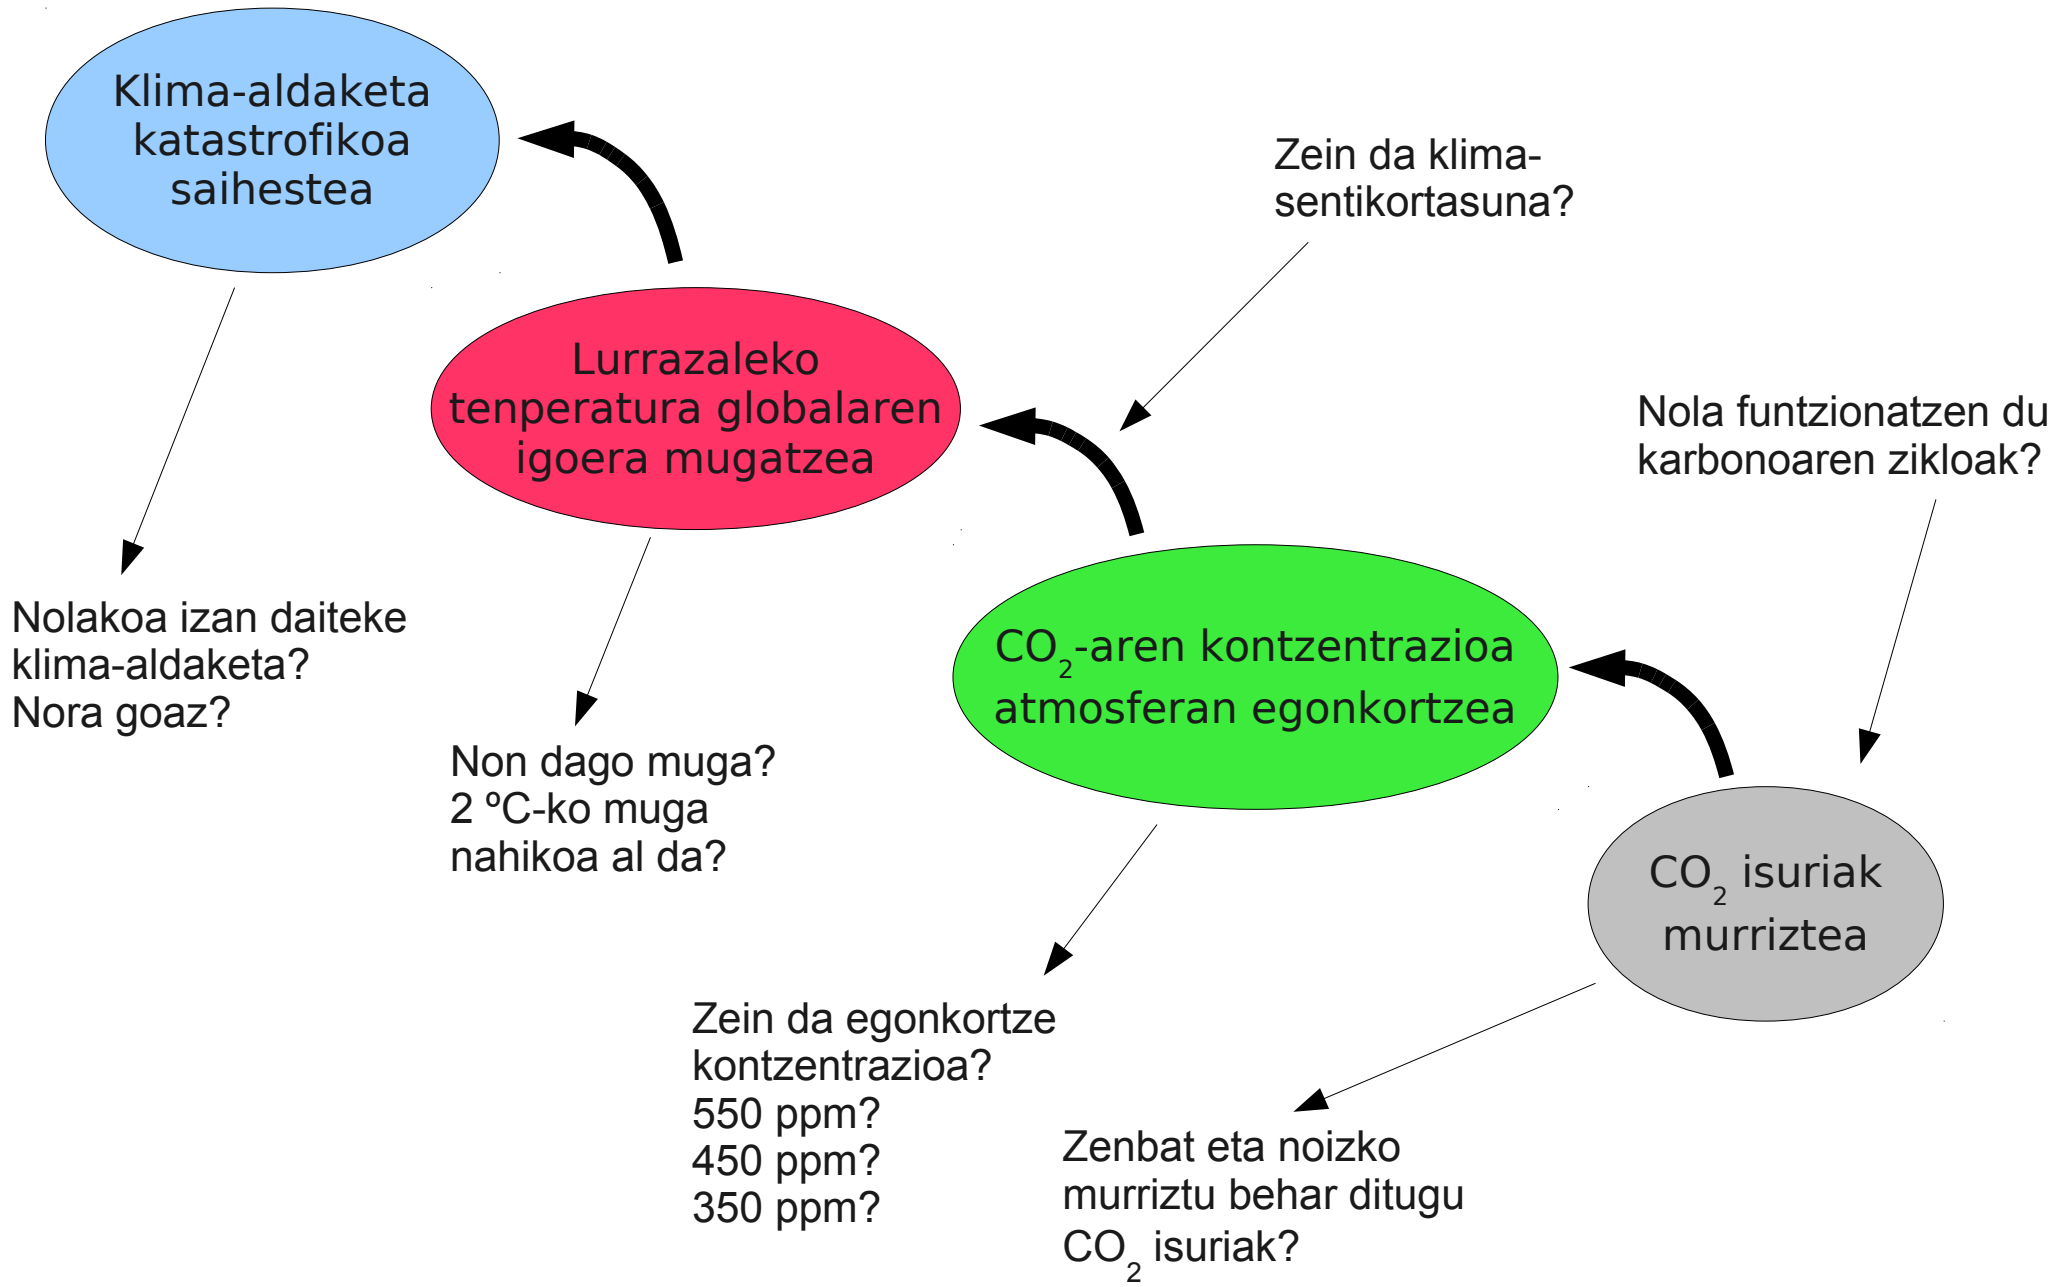 Klima-aldaketa
katastrofikoa
saihestea
Zein da klima-
sentikortasuna?
Lurrazaleko
tenperatura globalaren
igoera mugatzea
Nola funtzionatzen du
karbonoaren zikloak?
Nolakoa izan daiteke
klima-aldaketa?
Nora goaz?
CO₂-aren kontzentrazioa
atmosferan egonkortzea
Non dago muga?
2 ºC-ko muga
nahikoa al da?
CO₂ isuriak
murriztea
Zein da egonkortze
kontzentrazioa?
550 ppm?
450 ppm?
350 ppm?
Zenbat eta noizko
murriztu behar ditugu
CO₂ isuriak?